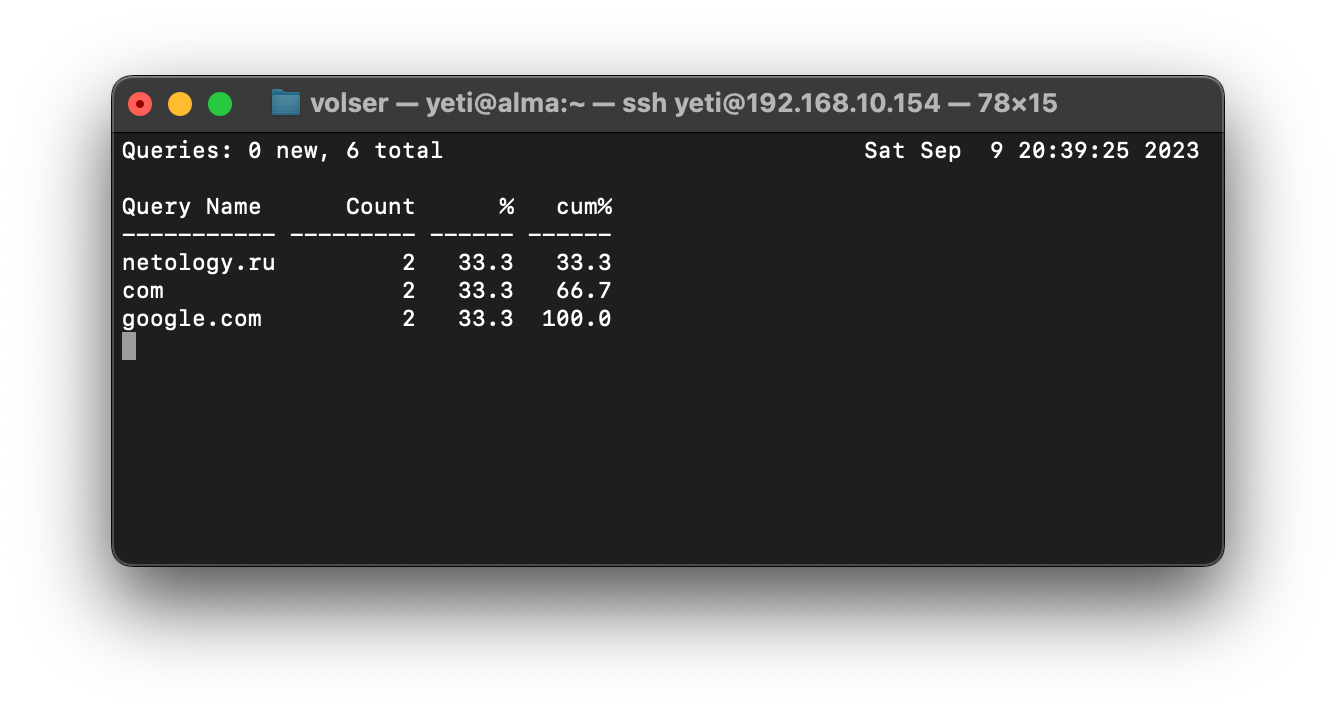 volser — yeti@alma:~ — ssh yeti@192.168.10.154 — 78×15
Queries: 0 new, 6 total                              Sat Sep  9 20:39:25 2023
Query Name      Count      %   cum%
----------- --------- ------ ------
netology.ru         2   33.3   33.3
com                 2   33.3   66.7
google.com          2   33.3  100.0